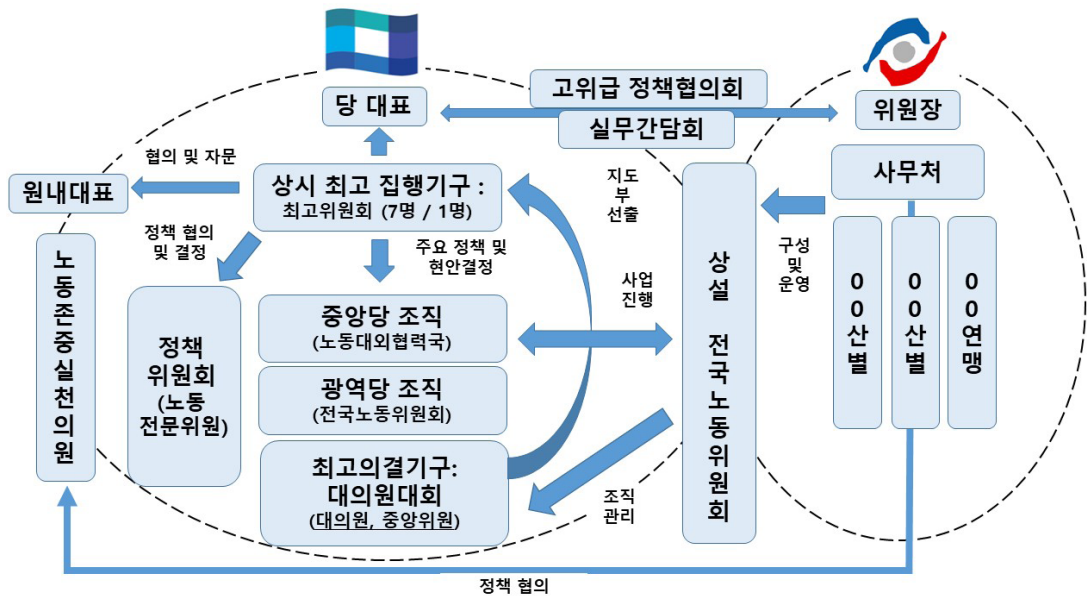 당 대표
고위급 정책협의회
실무간담회
위원장
협의 및 자문
원내대표
상시 최고 집행기구 :
최고위원회 (7명 / 1명)
지도
부
선출
사무처
정책 협의
및 결정
주요 정책 및
현안결정
구성
및
운영
노동존중실천의원
정책
위원회
(노동
전문위원)
중앙당 조직
(노동대외협력국)
광역당 조직
(전국노동위원회)
최고의결기구:
대의원대회
(대의원, 중앙위원)
사업
진행
상설 전국노동위원회
00산별
00산별
00연맹
조직
관리
정책 협의